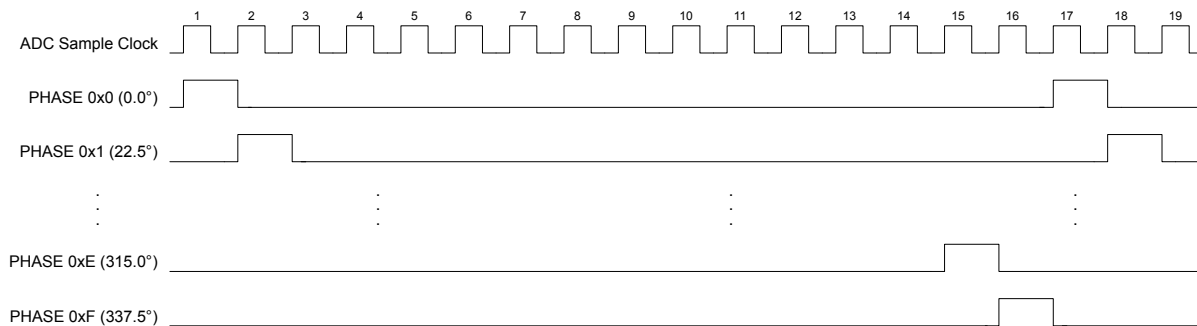 1 2 3 4 5 6 7 8 9 10 11 12 13 14 15 16 17 18 19
ADC Sample Clock
PHASE 0x0 (0.0°)
PHASE 0x1 (22.5°)
PHASE 0xE (315.0°)
PHASE 0xF (337.5°)